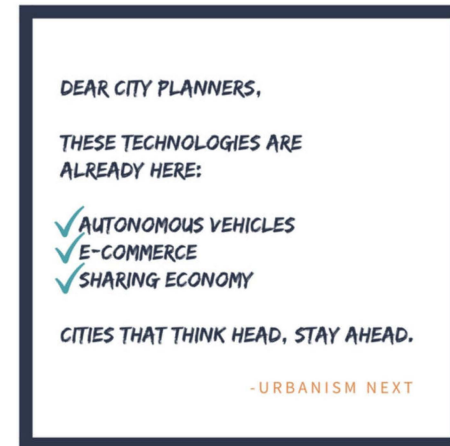 DEAR CITY PLANNERS,
THESE TECHNOLOGIES ARE
ALREADY HERE:
AUTONOMOUS VEHICLES
E-COMMERCE
SHARING ECONOMY
CITIES THAT THINK HEAD, STAY AHEAD.
-URBANISM NEXT